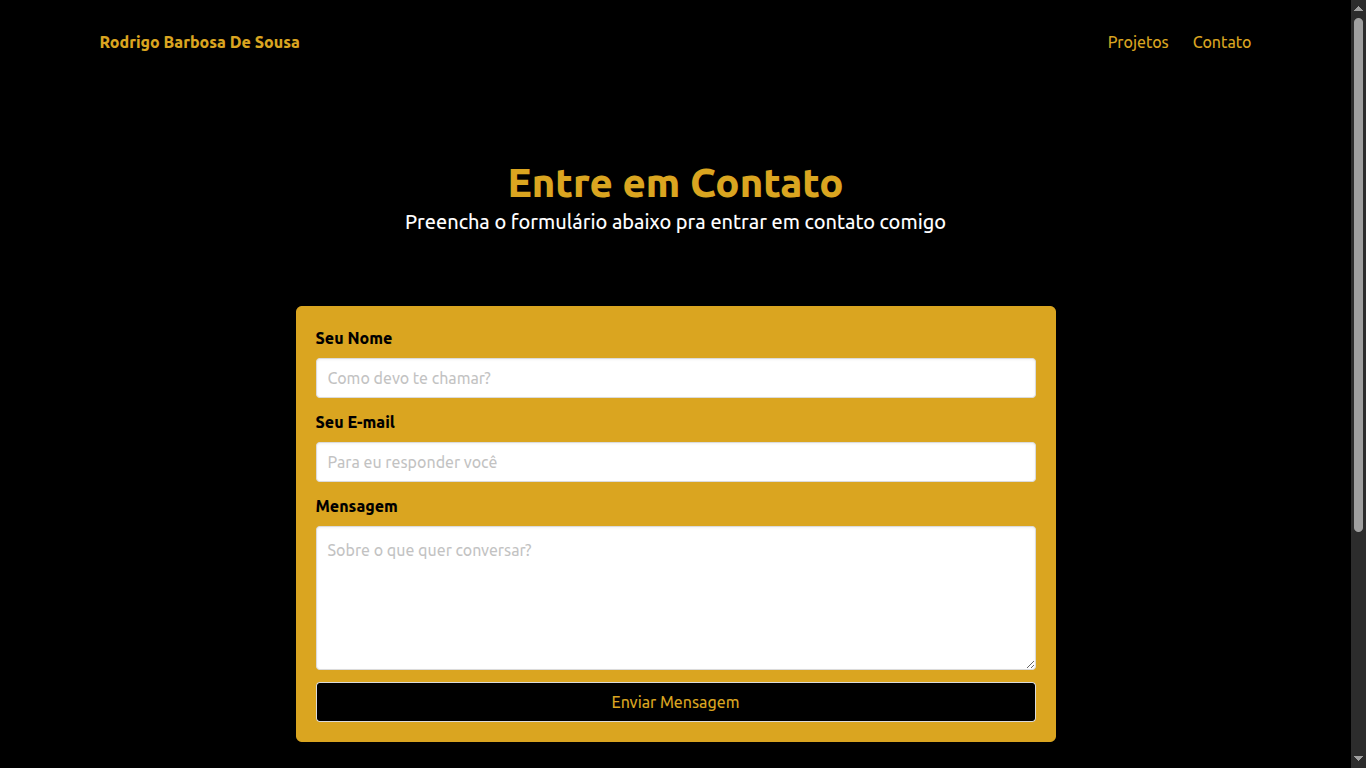 Rodrigo Barbosa De Sousa
Projetos
Contato
Entre em Contato
Preencha o formulário abaixo pra entrar em contato comigo
Seu Nome
Como devo te chamar?
Seu E-mail
Para eu responder você
Mensagem
Sobre o que quer conversar?
Enviar Mensagem